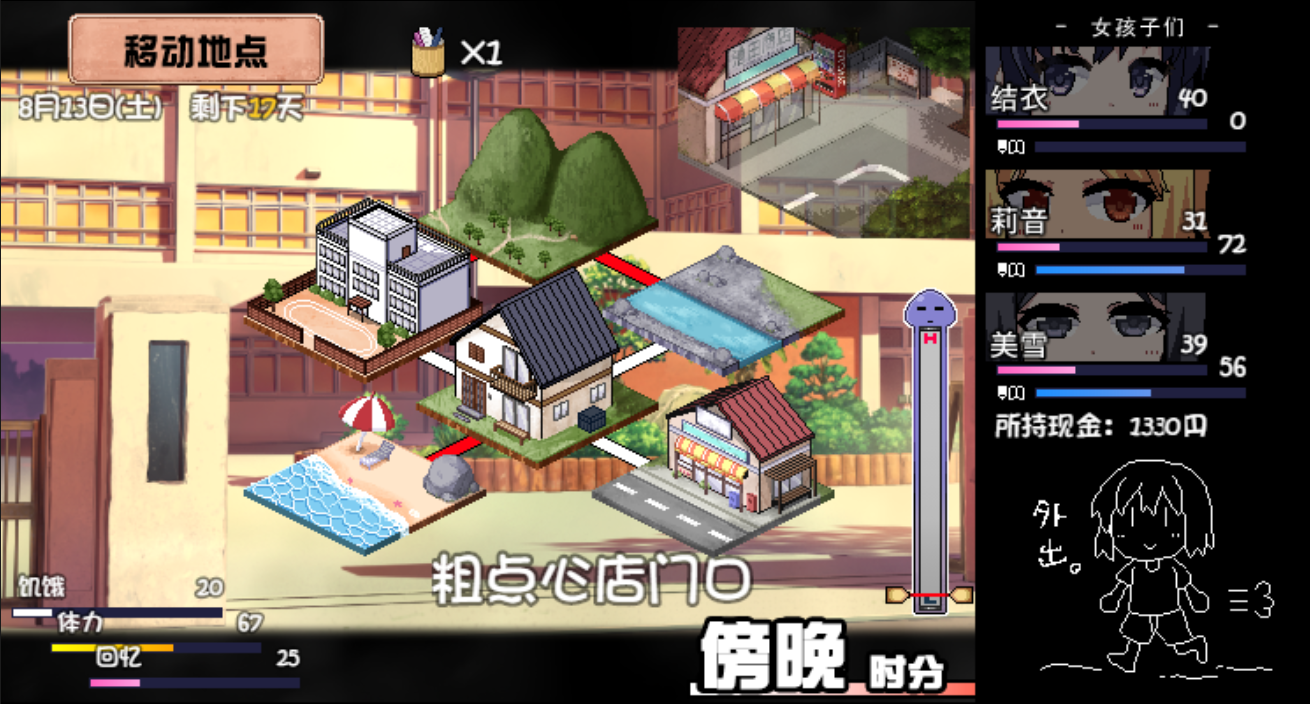 移动地点
X1
8月13日(土) 剩下17天
H
L
粗点心店门口
饥饿 20
体力 67
回忆 25
傍晚 时分
- 女孩子们 -
结衣 40
0
莉音 31
72
美雪 39
56
所持现金: 1330円
外
出。